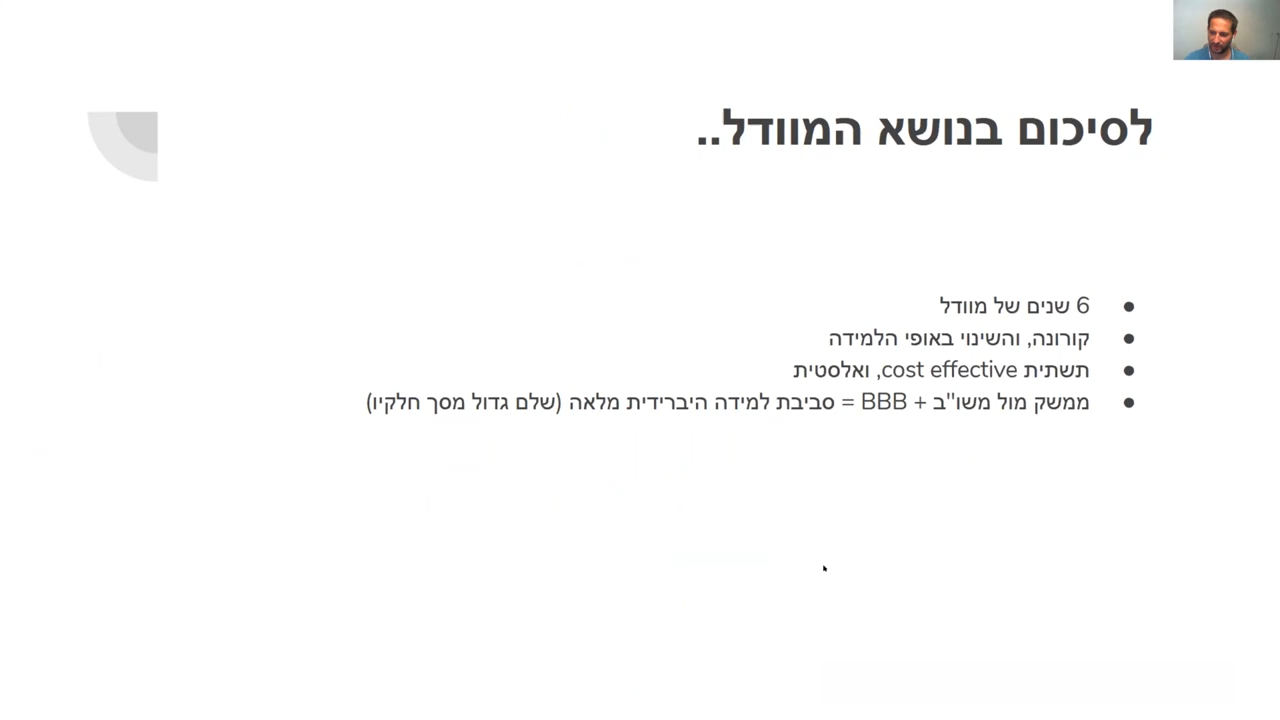 לסיכום בנושא המוודל..
6 שנים של מוודל
קורונה, והשינוי באופי הלמידה
תשתית cost effective, ואלסטית
ממשק מול משו"ב + BBB = סביבת למידה היברידית מלאה (שלם גדול מסך חלקיו)